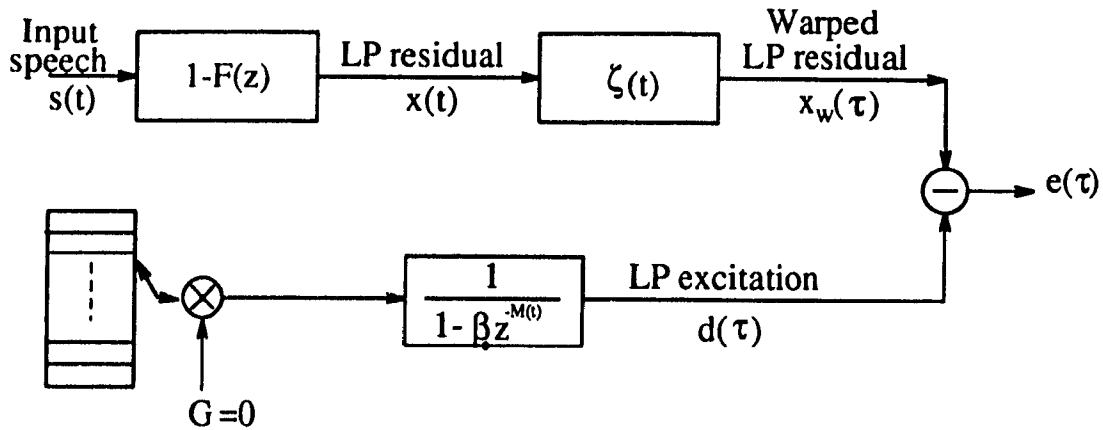 Input
speech
s(t)
1-F(z)
LP residual
x(t)
ζ(t)
Warped
LP residual
x_w(τ)
e(τ)
G=0
1
1- βz^-M(t)
LP excitation
d(τ)